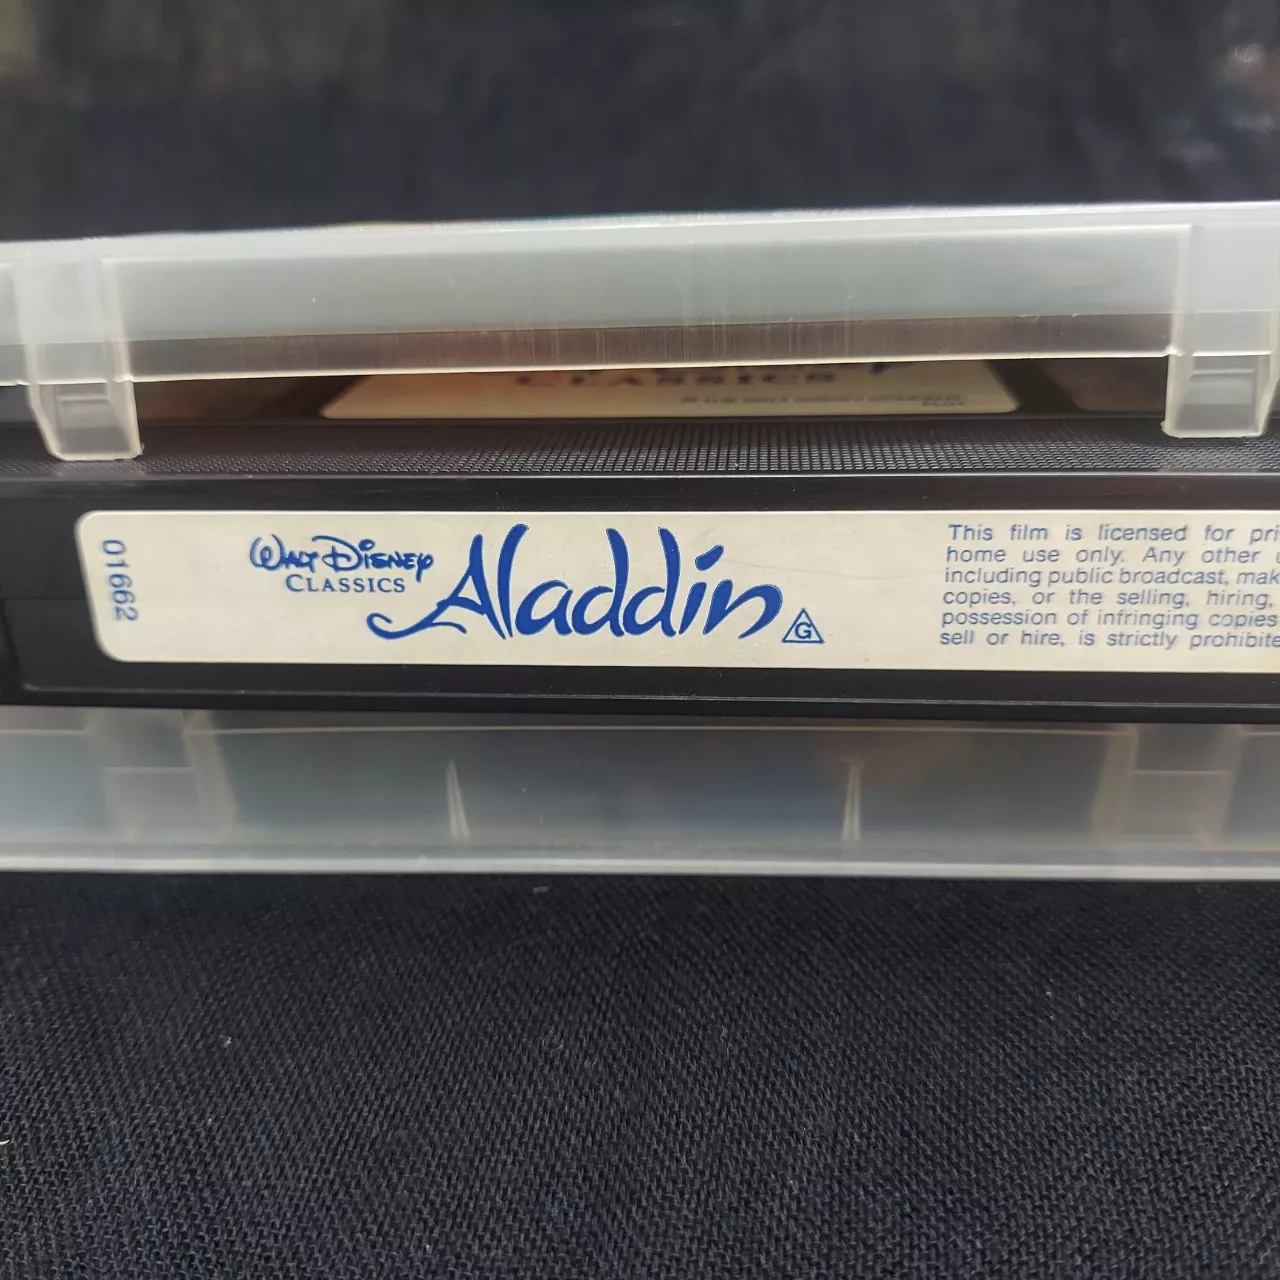 CLASSICS
01662
WALT DISNEY
CLASSICS
Aladdin
G
This film is licensed for pri
home use only. Any other
including public broadcast, mak
copies, or the selling, hiring,
possession of infringing copies
sell or hire, is strictly prohibite